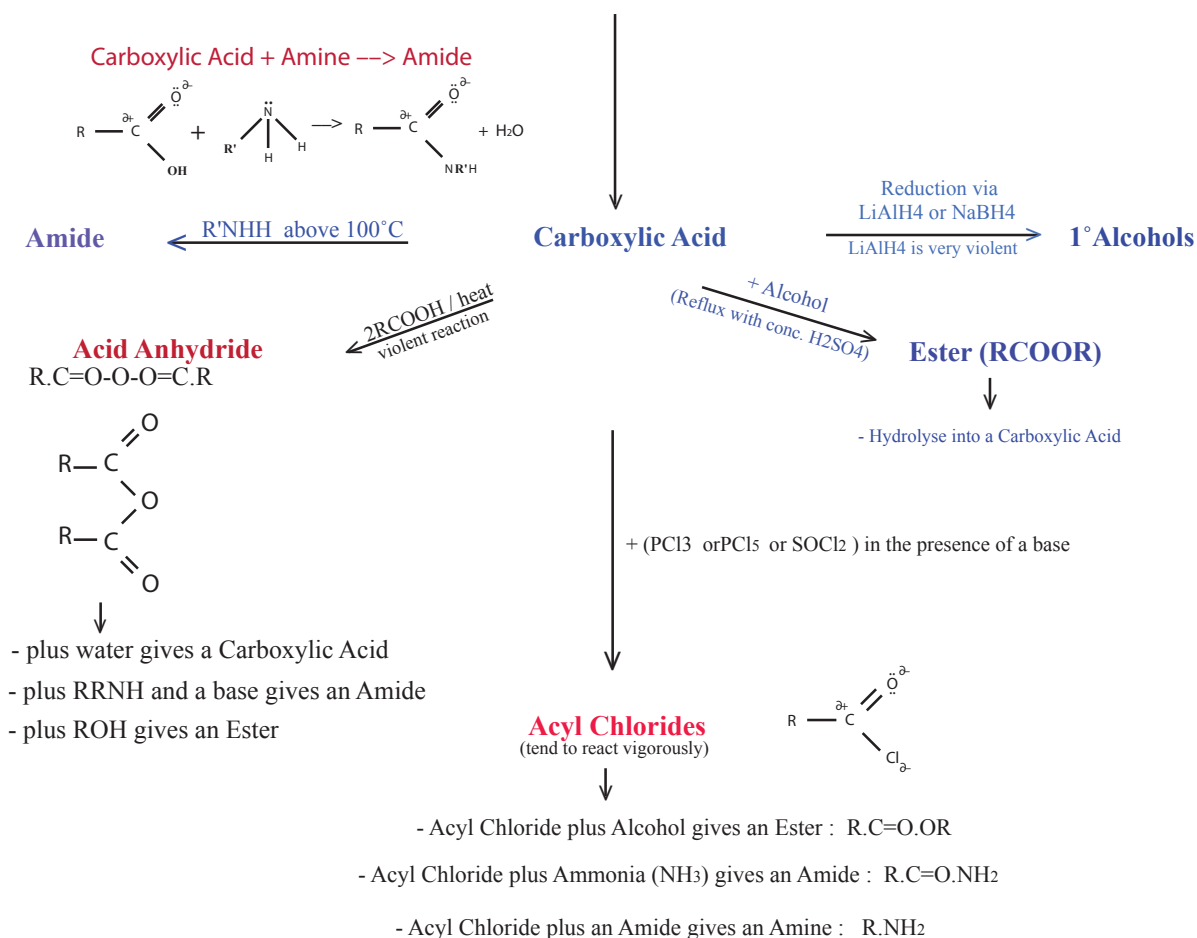 Carboxylic Acid + Amine ––> Amide
R C ∂+ Ö ∂- OH + R' N H H —> R C ∂+ Ö ∂- NR'H + H2O
Amide
R'NHH above 100˚C
Carboxylic Acid
Reduction via
LiAlH4 or NaBH4
LiAlH4 is very violent
1˚Alcohols
2RCOOH / heat
violent reaction
+ Alcohol
(Reflux with conc. H2SO4)
Acid Anhydride
R.C=O-O-O=C.R
Ester (RCOOR)
- Hydrolyse into a Carboxylic Acid
O
R C
O
R C
O
+ (PCl3 orPCl5 or SOCl2 ) in the presence of a base
- plus water gives a Carboxylic Acid
- plus RRNH and a base gives an Amide
- plus ROH gives an Ester
Acyl Chlorides
(tend to react vigorously)
R C ∂+ Ö ∂- Cl ∂-
- Acyl Chloride plus Alcohol gives an Ester : R.C=O.OR
- Acyl Chloride plus Ammonia (NH3) gives an Amide : R.C=O.NH2
- Acyl Chloride plus an Amide gives an Amine : R.NH2